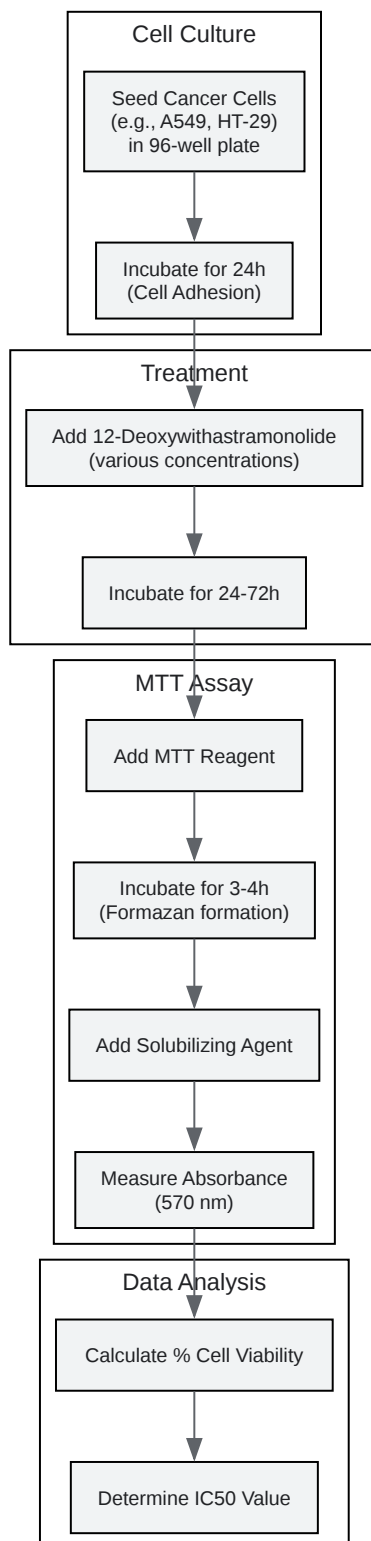 Cell Culture
Seed Cancer Cells
(e.g., A549, HT-29)
in 96-well plate
Incubate for 24h
(Cell Adhesion)
Treatment
Add 12-Deoxywithastramonolide
(various concentrations)
Incubate for 24-72h
MTT Assay
Add MTT Reagent
Incubate for 3-4h
(Formazan formation)
Add Solubilizing Agent
Measure Absorbance
(570 nm)
Data Analysis
Calculate % Cell Viability
Determine IC50 Value